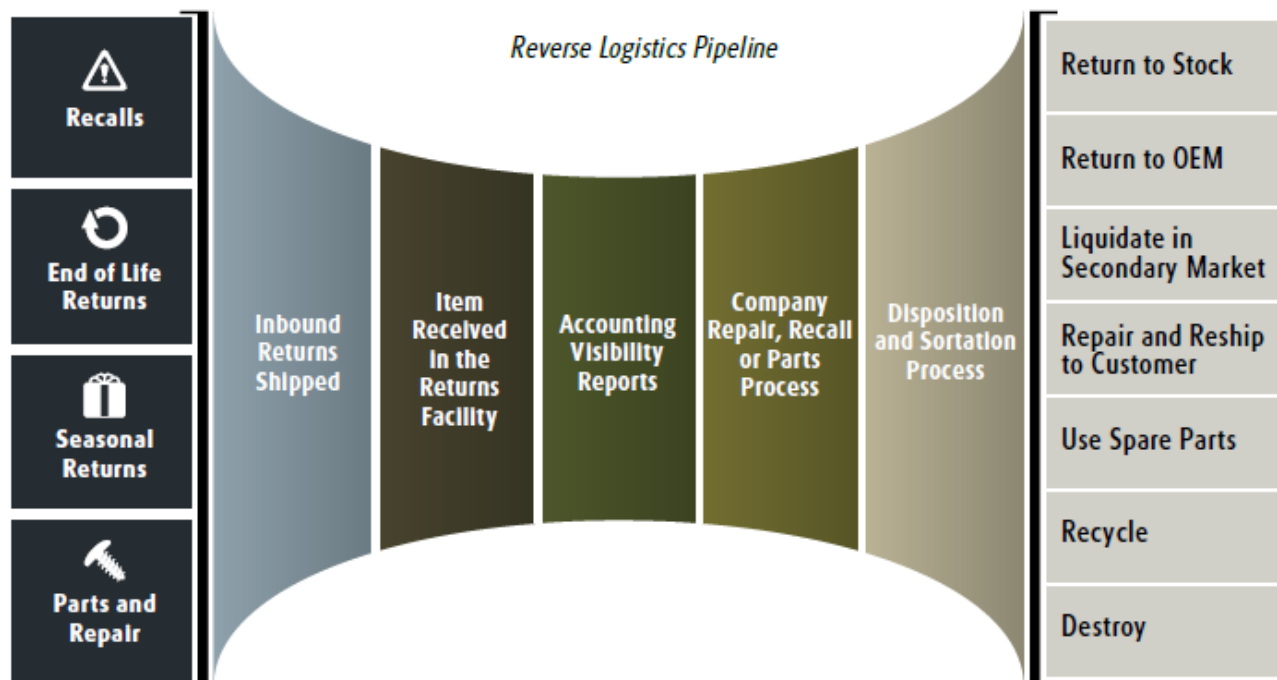 Reverse Logistics Pipeline
Recalls
End of Life
Returns
Seasonal
Returns
Parts and
Repair
Inbound
Returns
Shipped
Item
Received
in the
Returns
Facility
Accounting
Visibility
Reports
Company
Repair, Recall
or Parts
Process
Disposition
and Sortation
Process
Return to Stock
Return to OEM
Liquidate in
Secondary Market
Repair and Reship
to Customer
Use Spare Parts
Recycle
Destroy